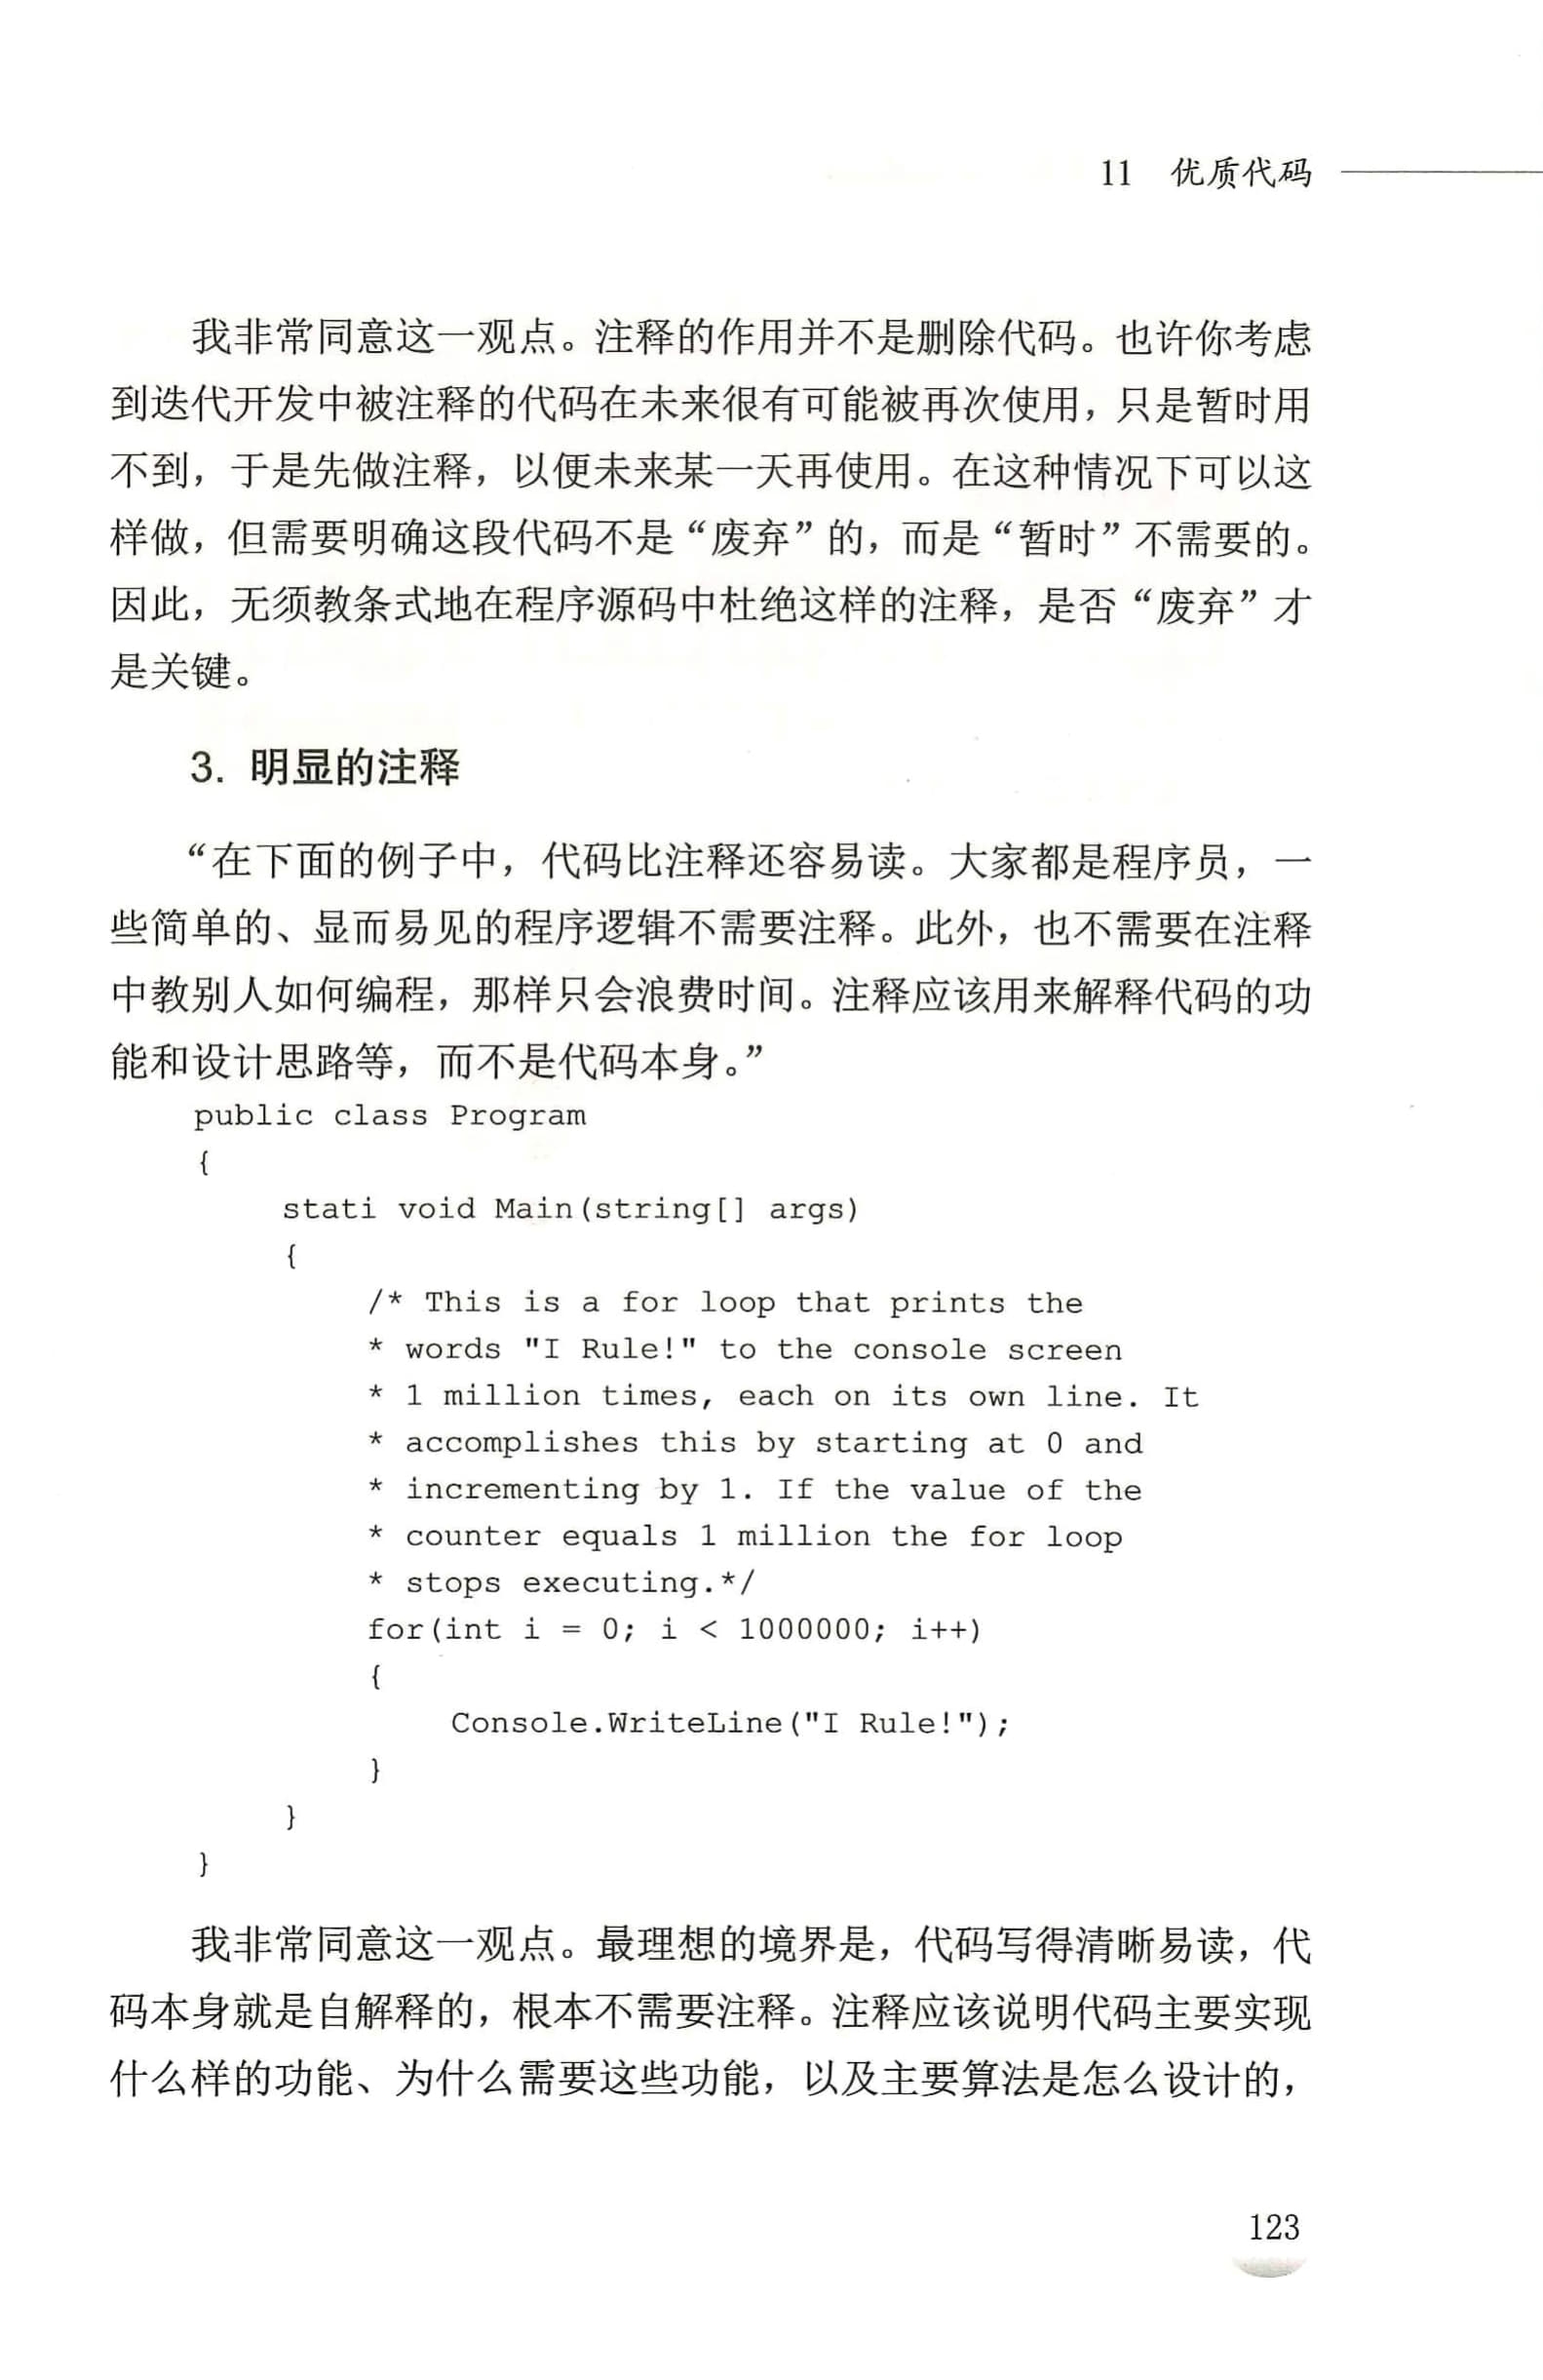 11 优质代码
我非常同意这一观点。注释的作用并不是删除代码。也许你考虑
到迭代开发中被注释的代码在未来很有可能被再次使用，只是暂时用
不到，于是先做注释，以便未来某一天再使用。在这种情况下可以这
样做，但需要明确这段代码不是“废弃”的，而是“暂时”不需要的。
因此，无须教条式地在程序源码中杜绝这样的注释，是否“废弃”才
是关键。
3. 明显的注释
“在下面的例子中，代码比注释还容易读。大家都是程序员，一
些简单的、显而易见的程序逻辑不需要注释。此外，也不需要在注释
中教别人如何编程，那样只会浪费时间。注释应该用来解释代码的功
能和设计思路等，而不是代码本身。”
public class Program
{
stati void Main(string[] args)
{
/* This is a for loop that prints the
* words "I Rule!" to the console screen
* 1 million times, each on its own line. It
* accomplishes this by starting at 0 and
* incrementing by 1. If the value of the
* counter equals 1 million the for loop
* stops executing.*/
for(int i = 0; i < 1000000; i++)
{
Console.WriteLine("I Rule!");
}
}
}
我非常同意这一观点。最理想的境界是，代码写得清晰易读，代
码本身就是自解释的，根本不需要注释。注释应该说明代码主要实现
什么样的功能、为什么需要这些功能，以及主要算法是怎么设计的，
123